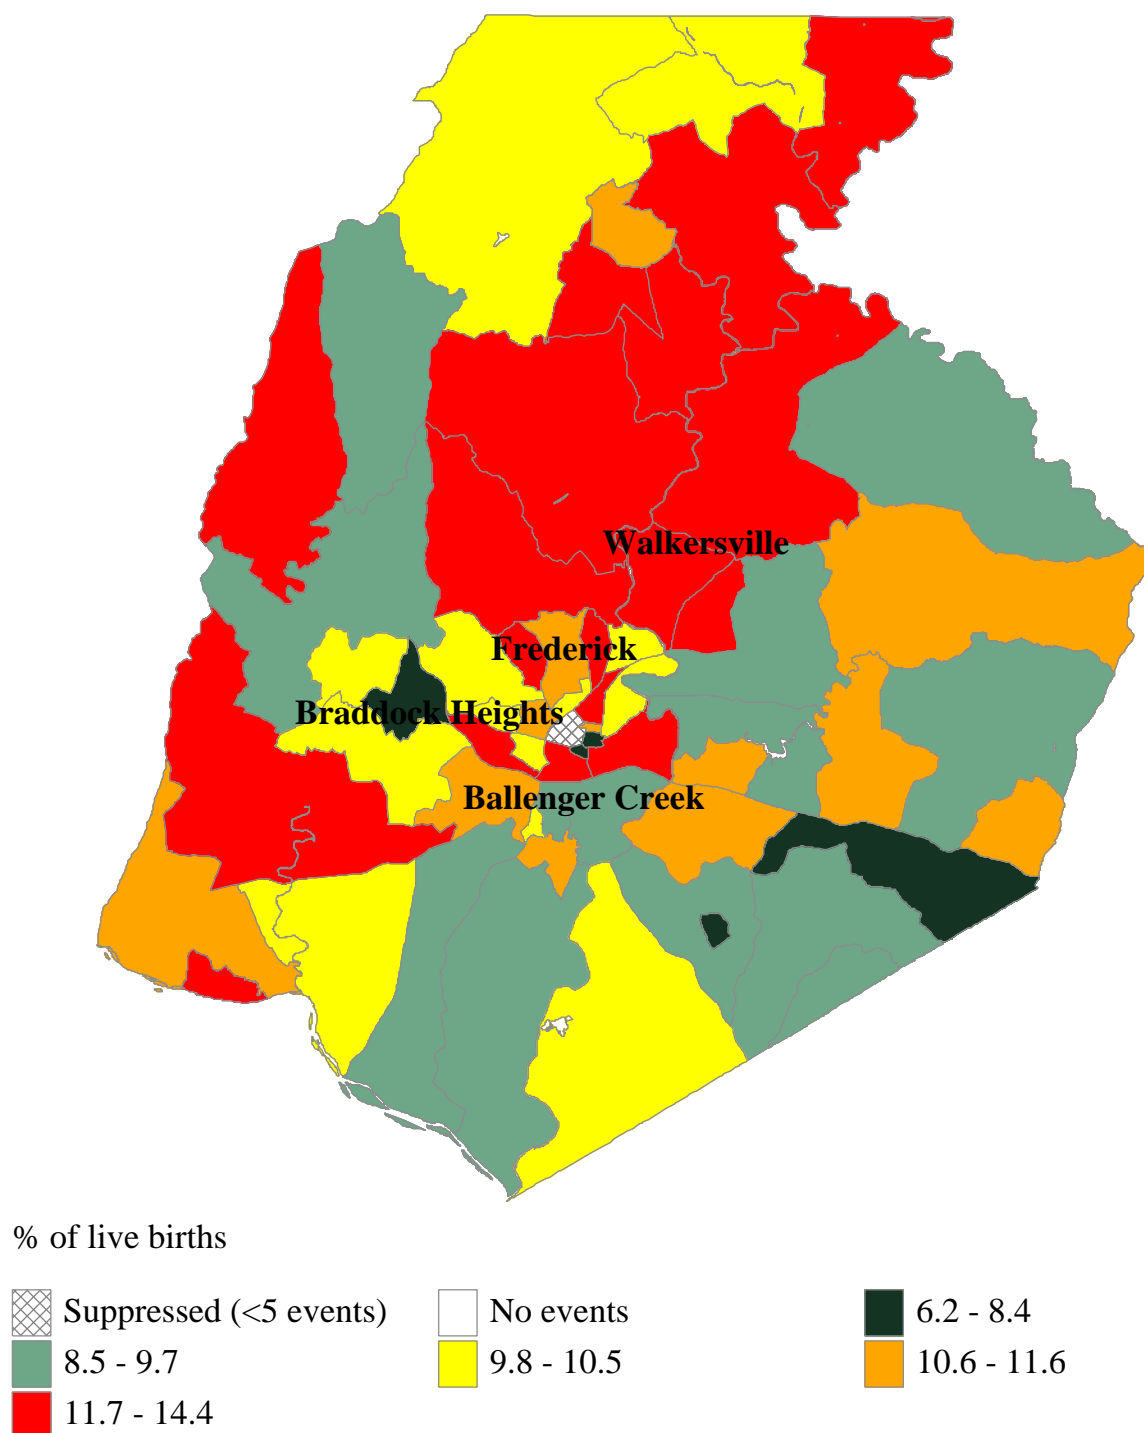 Walkersville
Frederick
Braddock Heights
Ballenger Creek
% of live births
Suppressed (<5 events)
No events
6.2 - 8.4
8.5 - 9.7
9.8 - 10.5
10.6 - 11.6
11.7 - 14.4